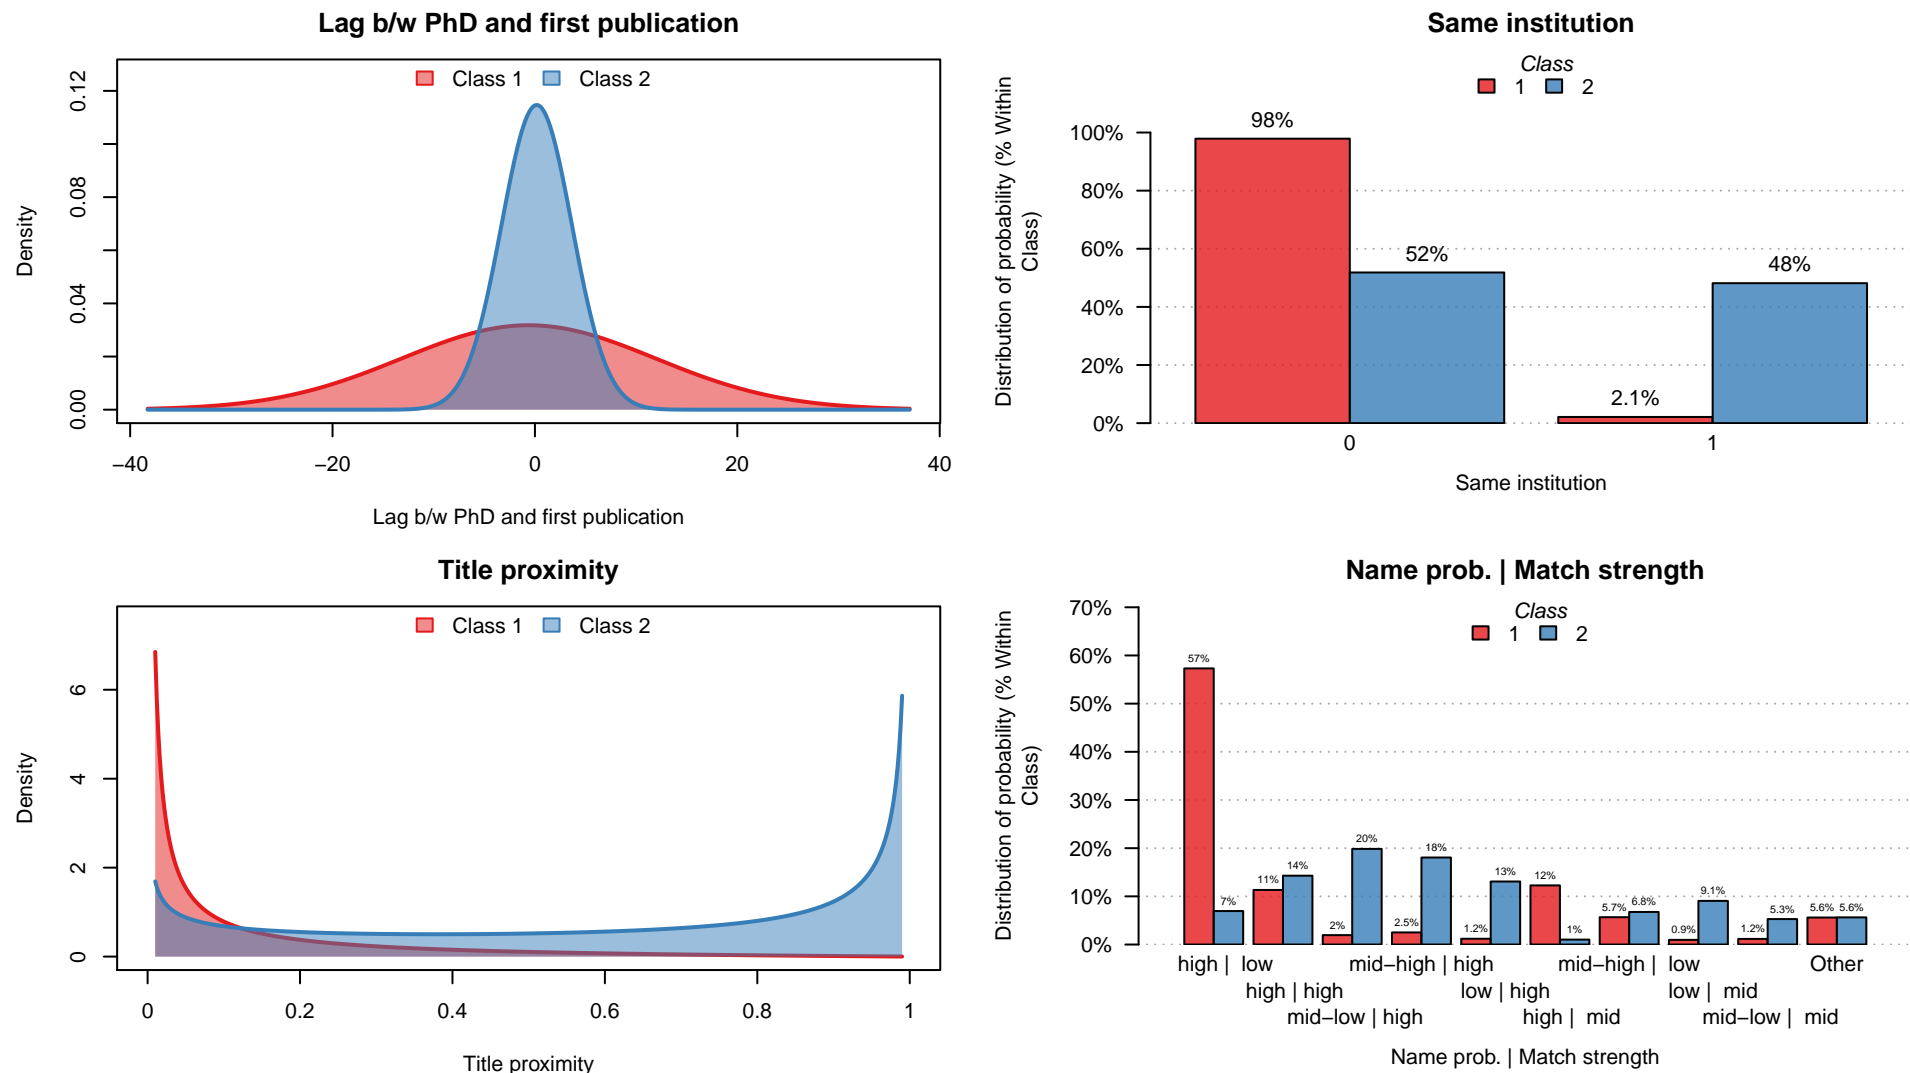 Lag b/w PhD and first publication
Class 1 Class 2
Density
0.00 0.04 0.08 0.12
−40 −20 0 20 40
Lag b/w PhD and first publication
Same institution
Class
1 2
Distribution of probability (% Within
Class)
100%
80%
60%
40%
20%
0%
98%
52%
2.1%
48%
0 1
Same institution
Title proximity
Class 1 Class 2
Density
0 2 4 6
0 0.2 0.4 0.6 0.8 1
Title proximity
Name prob. | Match strength
Class
1 2
Distribution of probability (% Within
Class)
70%
60%
50%
40%
30%
20%
10%
0%
57% 7% 11% 14% 2% 20% 2.5% 18% 1.2% 13% 12% 1% 5.7% 6.8% 0.9% 9.1% 1.2% 5.3% 5.6% 5.6%
high | low mid−high | high mid−high | low Other
high | high low | high low | mid
mid−low | high high | mid mid−low | mid
Name prob. | Match strength